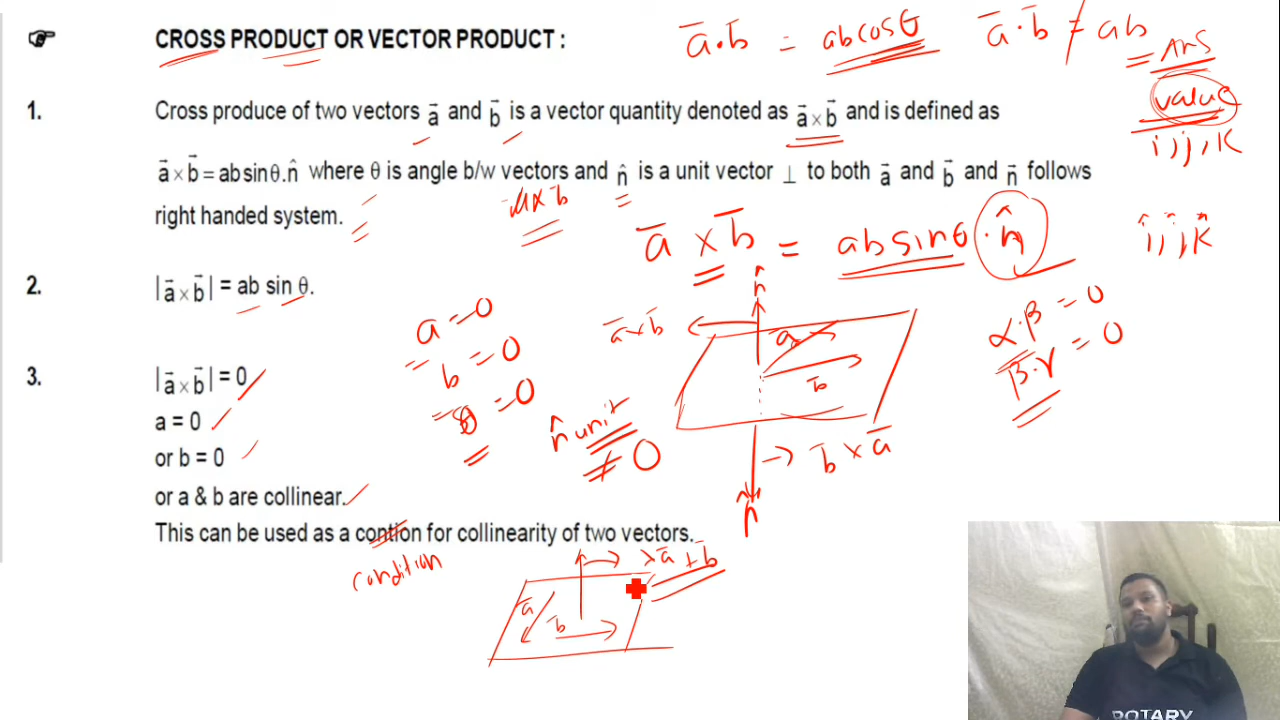 CROSS PRODUCT OR VECTOR PRODUCT :
a̅·b̅ = abcosθ
a̅·b̅ ≠ ab
Ans
value
i, j, k
1.
Cross produce of two vectors a⃗ and b⃗ is a vector quantity denoted as a⃗×b⃗ and is defined as
a⃗×b⃗ = ab sinθ.n̂ where θ is angle b/w vectors and n̂ is a unit vector ⊥ to both a⃗ and b⃗ and n⃗ follows
right handed system.
a̅×b̅
a̅ × b̅ = absinθ·n̂
î, ĵ, k̂
2.
|a⃗×b⃗| = ab sin θ.
a=0
b=0
θ=0
n̂ unit
≠ 0
a̅×b̅
n̂
a̅
b̅
b̅ × a̅
n̂
α·β=0
β·γ=0
3.
|a⃗×b⃗| = 0
a = 0
or b = 0
or a & b are collinear.
This can be used as a contion for collinearity of two vectors.
condition
λa̅+b̅
a̅
b̅
ROTARY